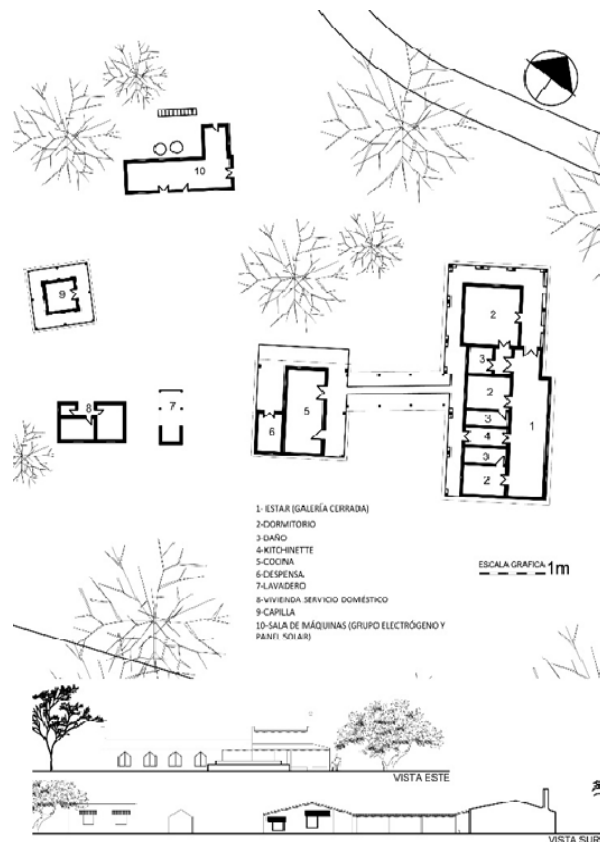 10
9
2
3
8
7
5
2
1
6
3
4
3
2
1- ESTAR (GALERÍA CERRADA)
2-DORMITORIO
3-DAÑO
4-KITCHINETTE
5-COCINA
6-DESPENSA
7-LAVADERO
8-VIVIENDA SERVICIO DOMÉSTICO
9-CAPILLA
10-SALA DE MÁQUINAS (GRUPO ELECTRÓGENO Y
PANEL SOLAR)
ESCALA GRAFICA 1m
VISTA ESTE
VISTA SUR